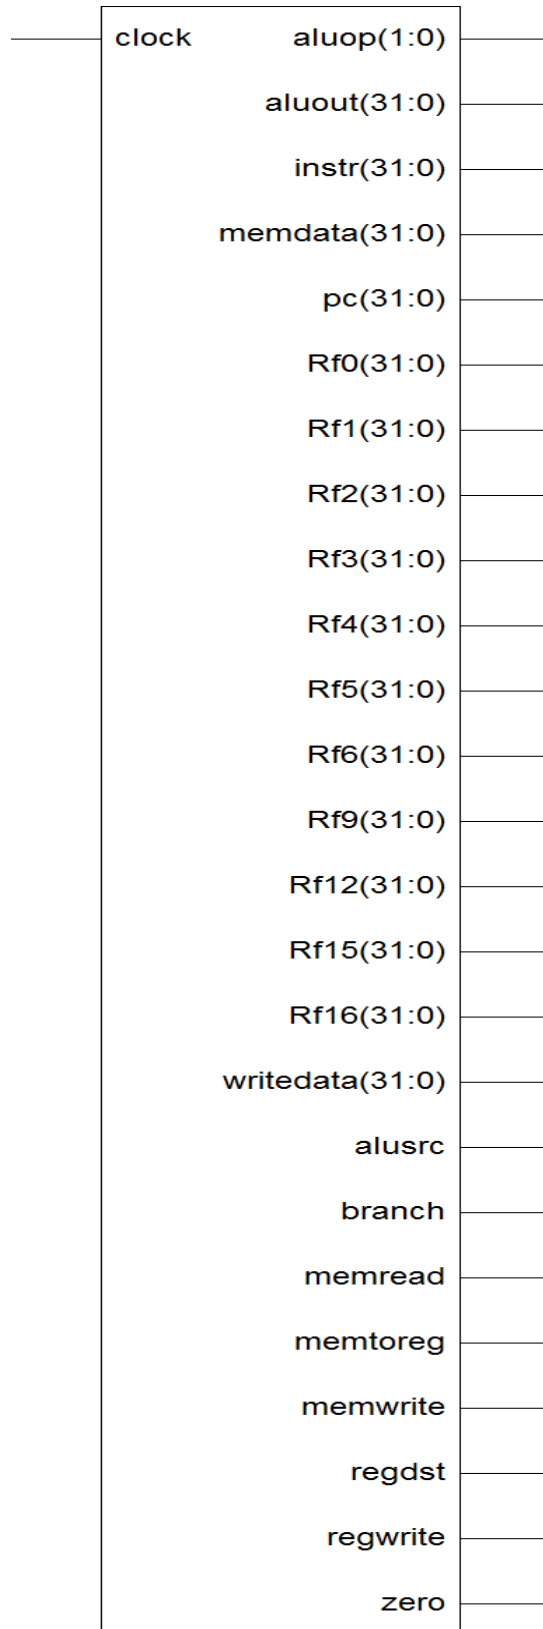 clock aluop(1:0)
aluout(31:0)
instr(31:0)
memdata(31:0)
pc(31:0)
Rf0(31:0)
Rf1(31:0)
Rf2(31:0)
Rf3(31:0)
Rf4(31:0)
Rf5(31:0)
Rf6(31:0)
Rf9(31:0)
Rf12(31:0)
Rf15(31:0)
Rf16(31:0)
writedata(31:0)
alusrc
branch
memread
memtoreg
memwrite
regdst
regwrite
zero